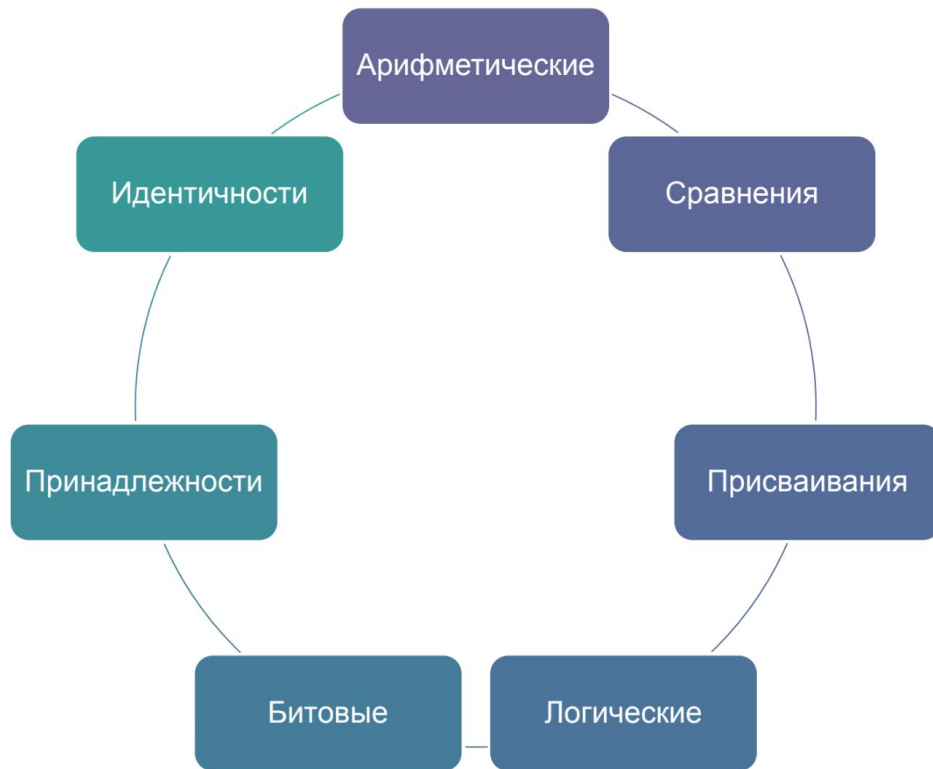 Арифметические
Сравнения
Присваивания
Логические
Битовые
Принадлежности
Идентичности